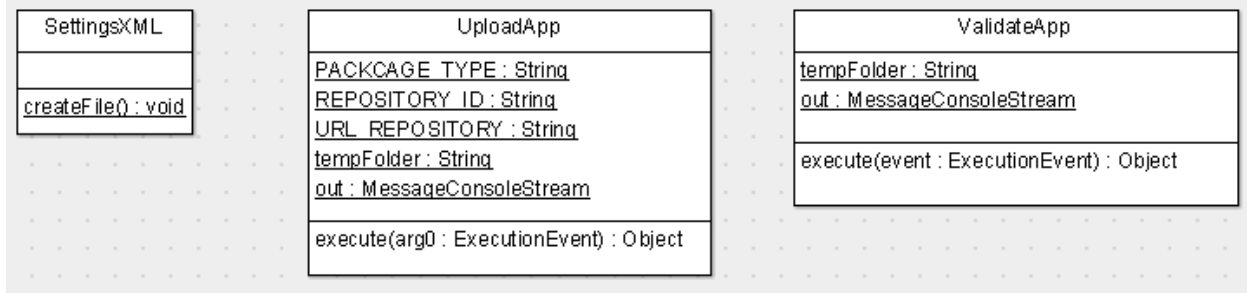 SettingsXML
createFile() : void
UploadApp
PACKCAGE_TYPE : String
REPOSITORY_ID : String
URL_REPOSITORY : String
tempFolder : String
out : MessageConsoleStream
execute(arg0 : ExecutionEvent) : Object
ValidateApp
tempFolder : String
out : MessageConsoleStream
execute(event : ExecutionEvent) : Object